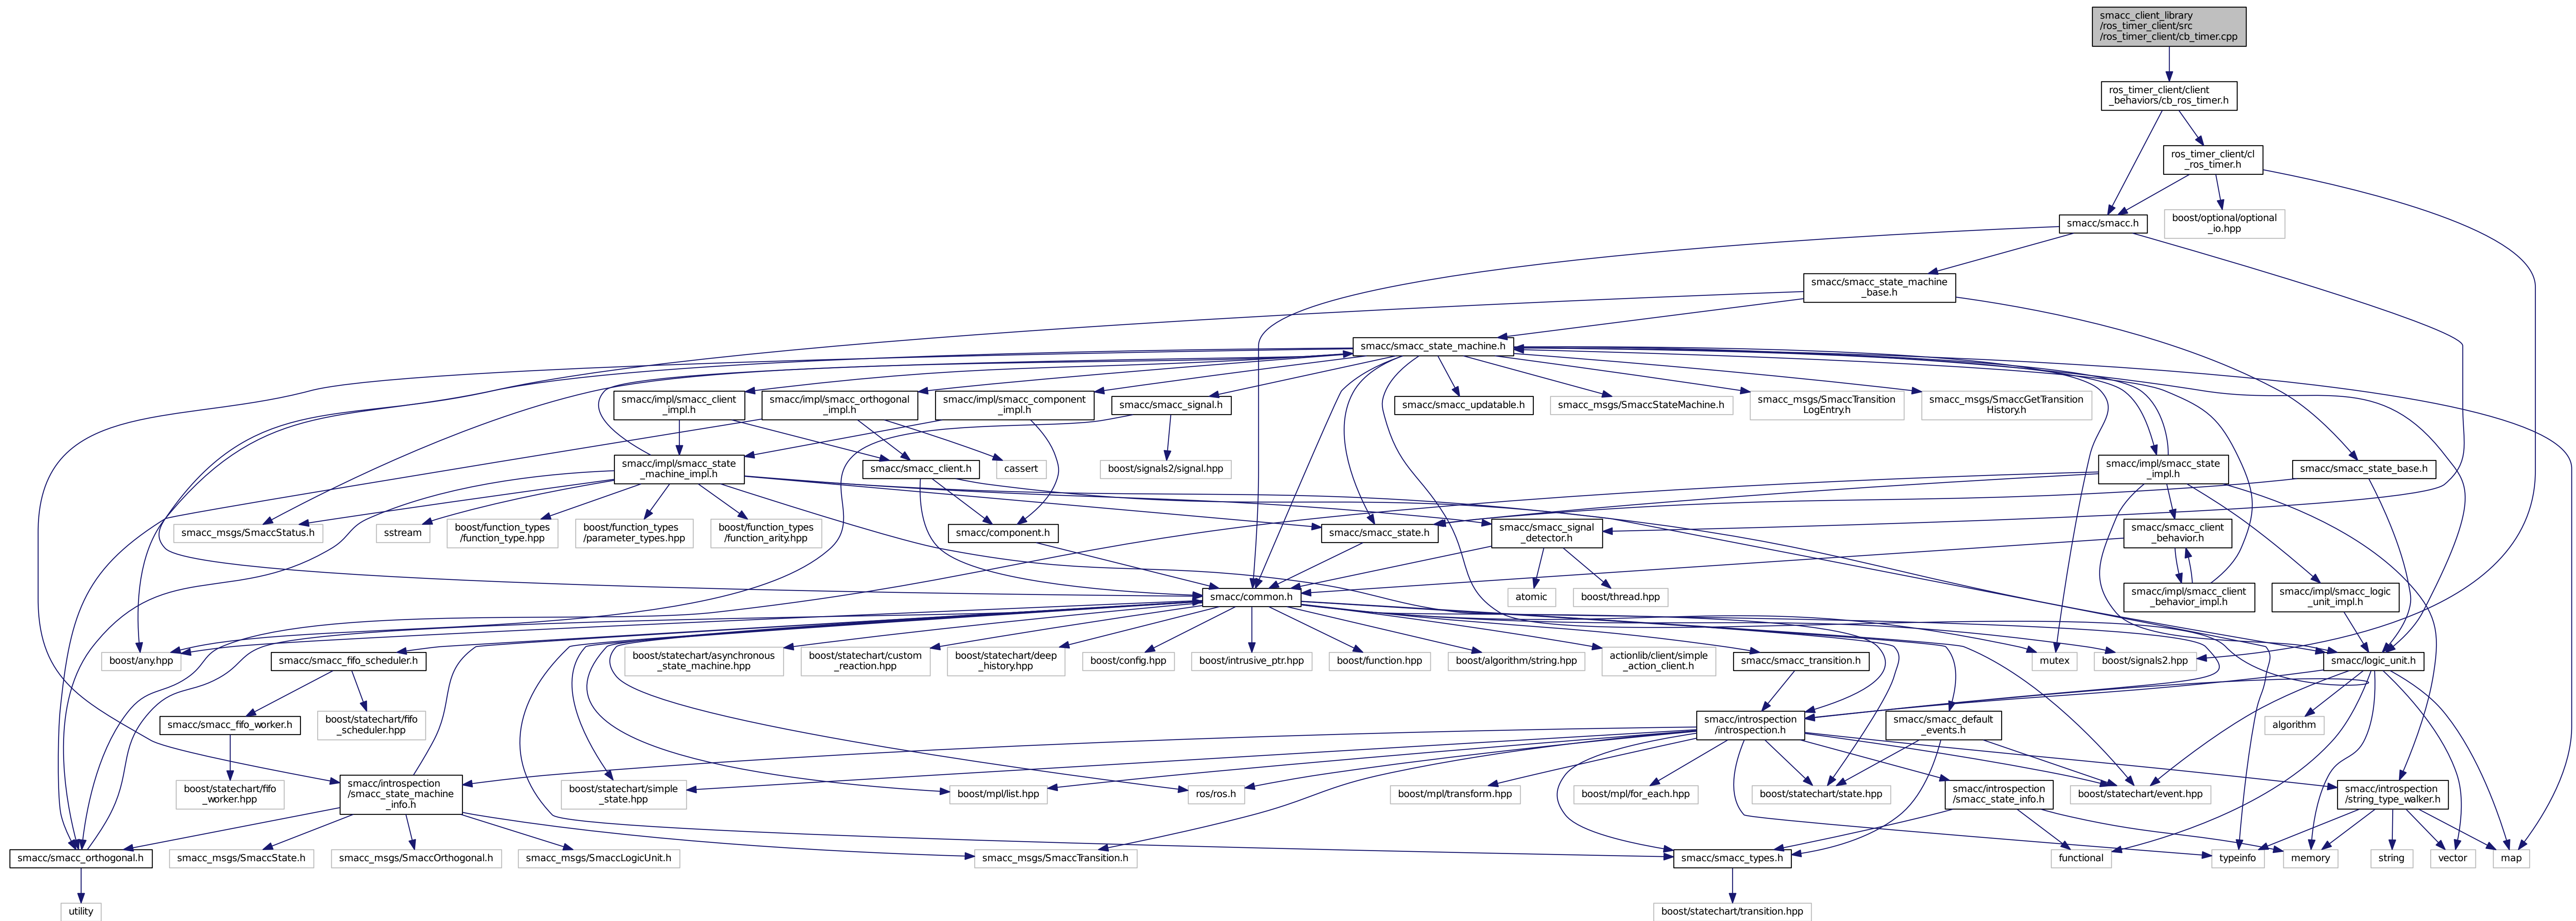 smacc_client_library
/ros_timer_client/src
/ros_timer_client/cb_timer.cpp
ros_timer_client/client
_behaviors/cb_ros_timer.h
ros_timer_client/cl
_ros_timer.h
smacc/smacc.h
boost/optional/optional
_io.hpp
smacc/smacc_state_machine
_base.h
smacc/smacc_state_machine.h
smacc/impl/smacc_client
_impl.h
smacc/impl/smacc_orthogonal
_impl.h
smacc/impl/smacc_component
_impl.h
smacc/smacc_signal.h
smacc/smacc_updatable.h
smacc_msgs/SmaccStateMachine.h
smacc_msgs/SmaccTransition
LogEntry.h
smacc_msgs/SmaccGetTransition
History.h
smacc/impl/smacc_state
_machine_impl.h
smacc/smacc_client.h
cassert
boost/signals2/signal.hpp
smacc/impl/smacc_state
_impl.h
smacc/smacc_state_base.h
smacc_msgs/SmaccStatus.h
sstream
boost/function_types
/function_type.hpp
boost/function_types
/parameter_types.hpp
boost/function_types
/function_arity.hpp
smacc/component.h
smacc/smacc_state.h
smacc/smacc_signal
_detector.h
smacc/smacc_client
_behavior.h
smacc/common.h
atomic
boost/thread.hpp
smacc/impl/smacc_client
_behavior_impl.h
smacc/impl/smacc_logic
_unit_impl.h
boost/any.hpp
smacc/smacc_fifo_scheduler.h
boost/statechart/asynchronous
_state_machine.hpp
boost/statechart/custom
_reaction.hpp
boost/statechart/deep
_history.hpp
boost/config.hpp
boost/intrusive_ptr.hpp
boost/function.hpp
boost/algorithm/string.hpp
actionlib/client/simple
_action_client.h
smacc/smacc_transition.h
mutex
boost/signals2.hpp
smacc/logic_unit.h
smacc/smacc_fifo_worker.h
boost/statechart/fifo
_scheduler.hpp
smacc/introspection
/introspection.h
smacc/smacc_default
_events.h
algorithm
boost/statechart/fifo
_worker.hpp
smacc/introspection
/smacc_state_machine
_info.h
boost/statechart/simple
_state.hpp
boost/mpl/list.hpp
ros/ros.h
boost/mpl/transform.hpp
boost/mpl/for_each.hpp
boost/statechart/state.hpp
smacc/introspection
/smacc_state_info.h
boost/statechart/event.hpp
smacc/introspection
/string_type_walker.h
smacc/smacc_orthogonal.h
smacc_msgs/SmaccState.h
smacc_msgs/SmaccOrthogonal.h
smacc_msgs/SmaccLogicUnit.h
smacc_msgs/SmaccTransition.h
smacc/smacc_types.h
functional
typeinfo
memory
string
vector
map
utility
boost/statechart/transition.hpp